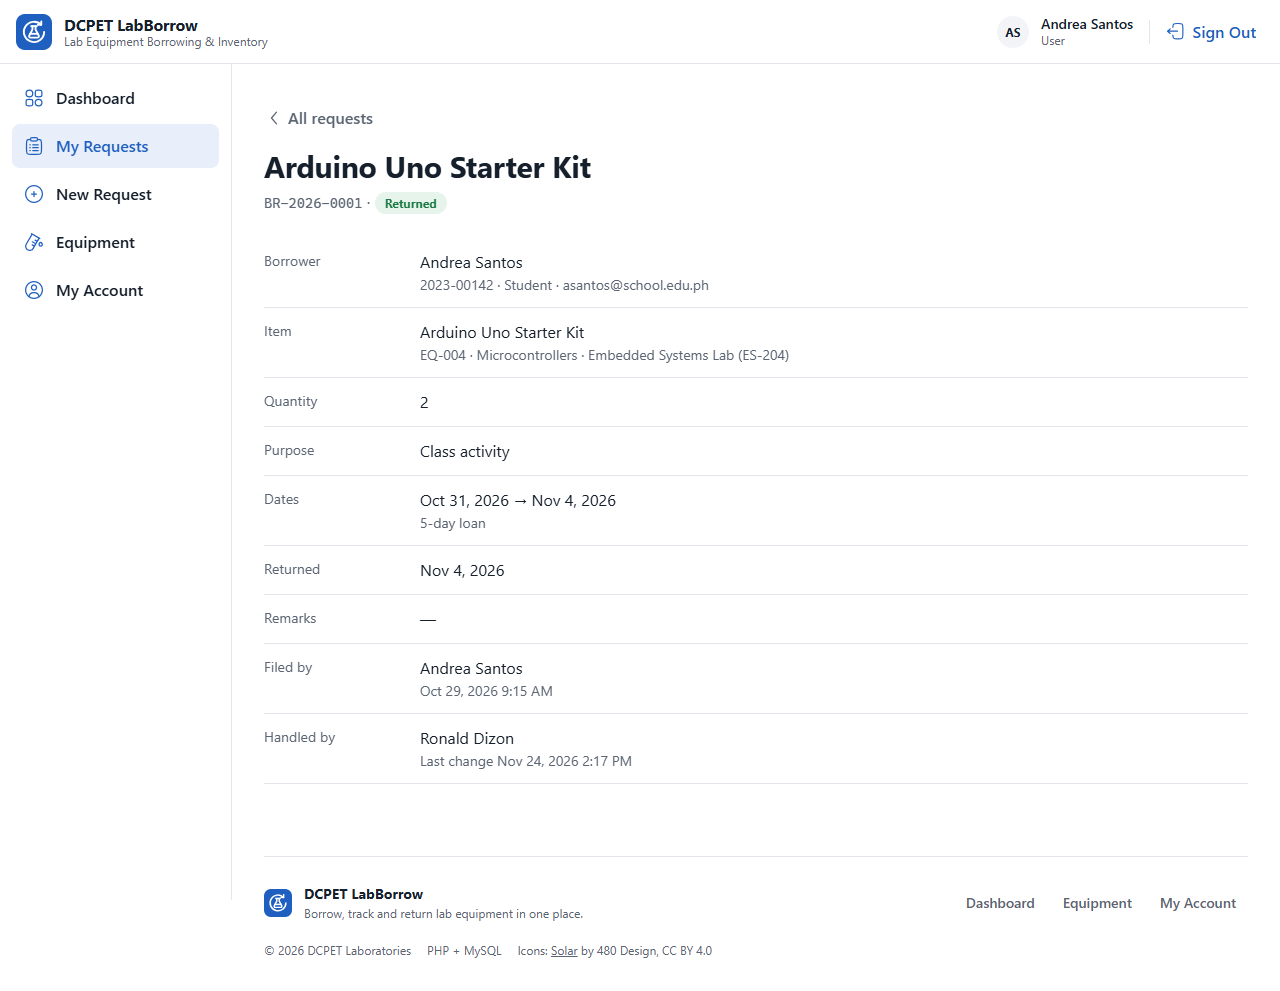 DCPET LabBorrow
Lab Equipment Borrowing & Inventory
AS
Andrea Santos
User
Sign Out
Dashboard
My Requests
New Request
Equipment
My Account
All requests
Arduino Uno Starter Kit
BR-2026-0001 · Returned
Borrower
Andrea Santos
2023-00142 · Student · asantos@school.edu.ph
Item
Arduino Uno Starter Kit
EQ-004 · Microcontrollers · Embedded Systems Lab (ES-204)
Quantity
2
Purpose
Class activity
Dates
Oct 31, 2026 → Nov 4, 2026
5-day loan
Returned
Nov 4, 2026
Remarks
—
Filed by
Andrea Santos
Oct 29, 2026 9:15 AM
Handled by
Ronald Dizon
Last change Nov 24, 2026 2:17 PM
DCPET LabBorrow
Borrow, track and return lab equipment in one place.
Dashboard
Equipment
My Account
© 2026 DCPET Laboratories
PHP + MySQL
Icons: Solar by 480 Design, CC BY 4.0